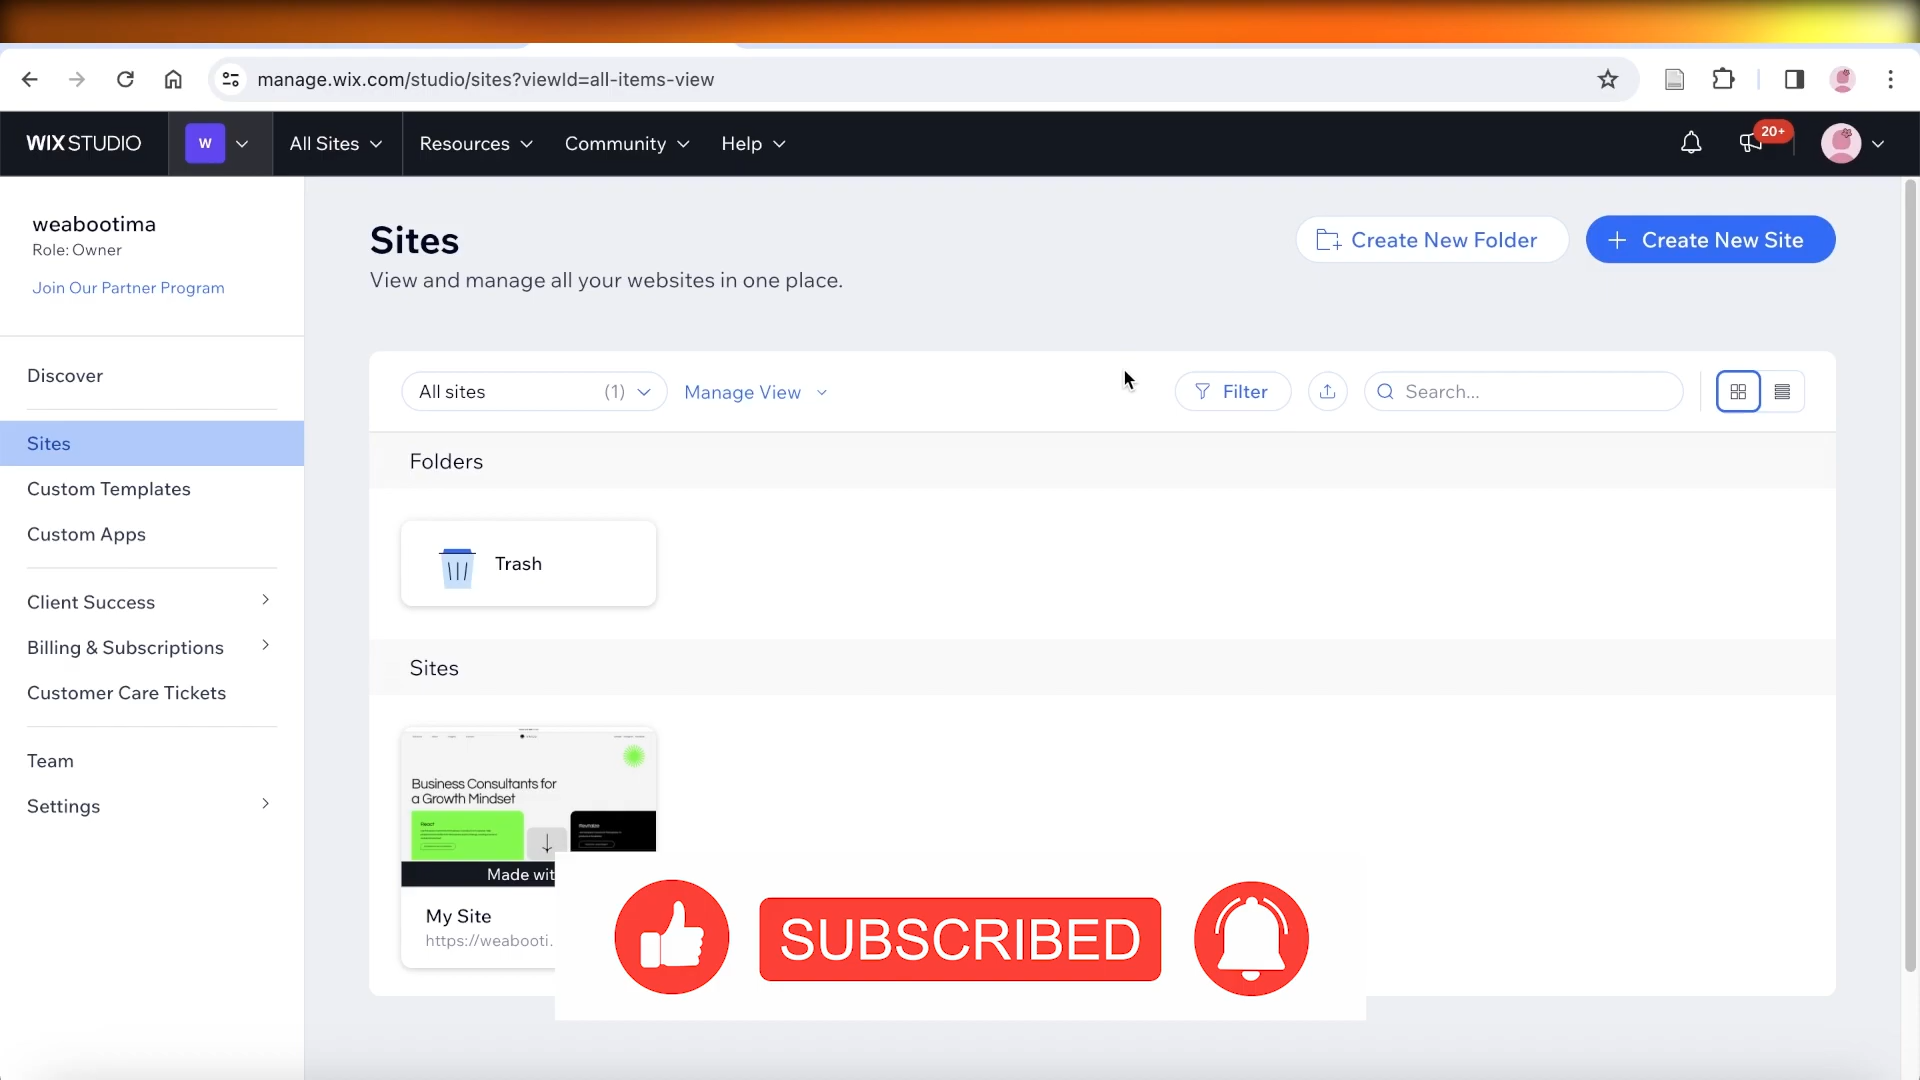 manage.wix.com/studio/sites?viewId=all-items-view
WIX STUDIO
W
All Sites
Resources
Community
Help
20+
weabootima
Role: Owner
Join Our Partner Program
Discover
Sites
Custom Templates
Custom Apps
Client Success
Billing & Subscriptions
Customer Care Tickets
Team
Settings
Sites
View and manage all your websites in one place.
Create New Folder
+ Create New Site
All sites (1)
Manage View
Filter
Search...
Folders
Trash
Sites
Business Consultants for
a Growth Mindset
Made wit
My Site
https://weabooti.
SUBSCRIBED